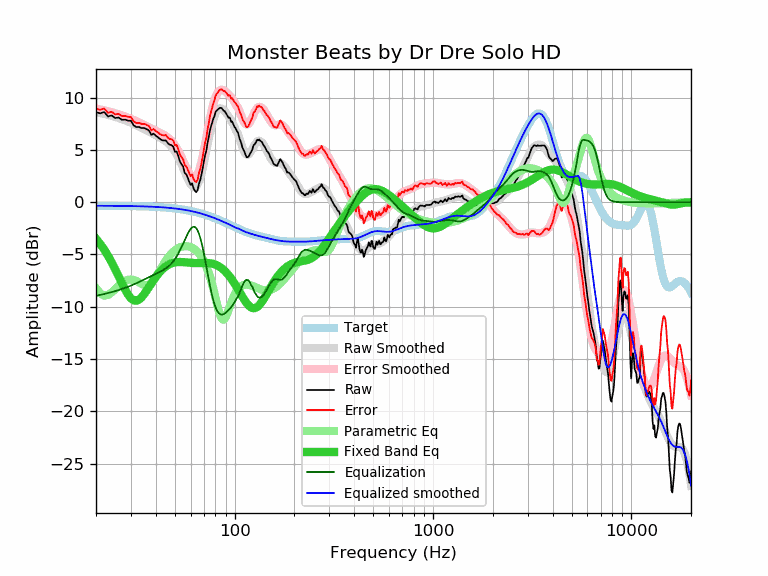 Monster Beats by Dr Dre Solo HD
10
5
0
−5
−10
−15
−20
−25
Amplitude (dBr)
Target
Raw Smoothed
Error Smoothed
Raw
Error
Parametric Eq
Fixed Band Eq
Equalization
Equalized smoothed
100
1000
10000
Frequency (Hz)